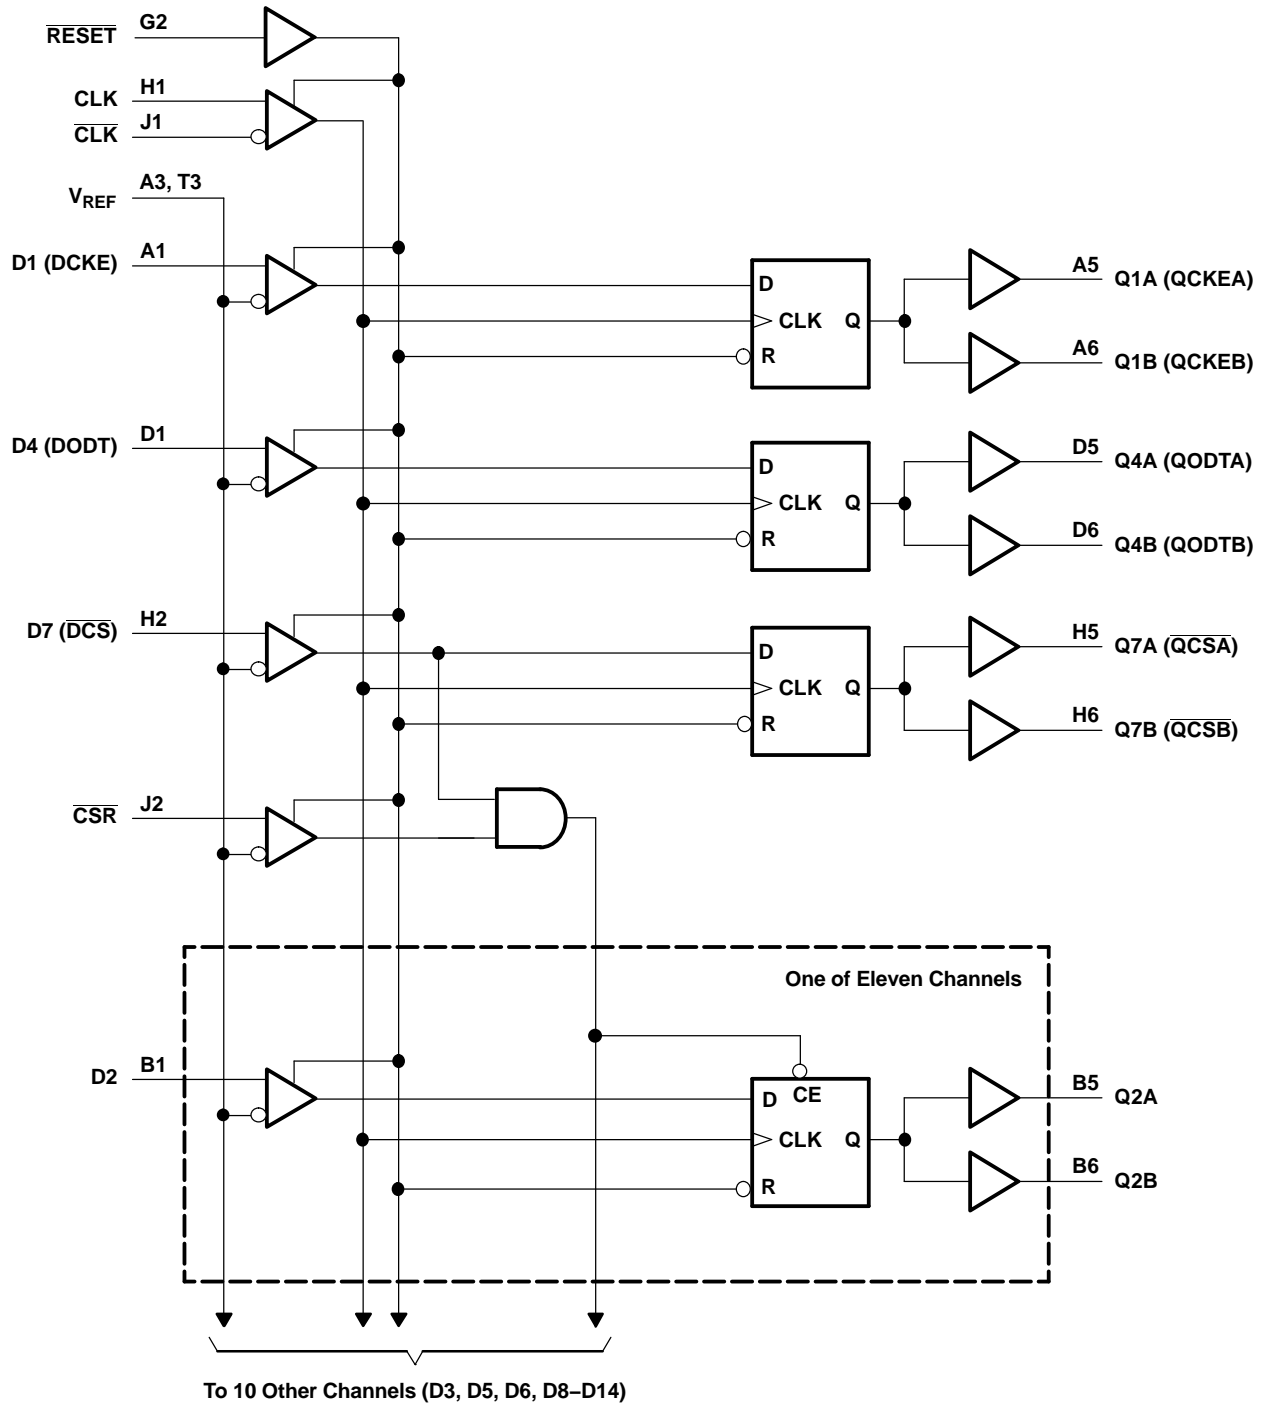 RESET G2
CLK H1
CLK J1
VREF A3, T3
D1 (DCKE) A1
D CLK Q R
A5 Q1A (QCKEA)
A6 Q1B (QCKEB)
D4 (DODT) D1
D CLK Q R
D5 Q4A (QODTA)
D6 Q4B (QODTB)
D7 (DCS) H2
D CLK Q R
H5 Q7A (QCSA)
H6 Q7B (QCSB)
CSR J2
One of Eleven Channels
D2 B1
D CE CLK Q R
B5 Q2A
B6 Q2B
To 10 Other Channels (D3, D5, D6, D8–D14)